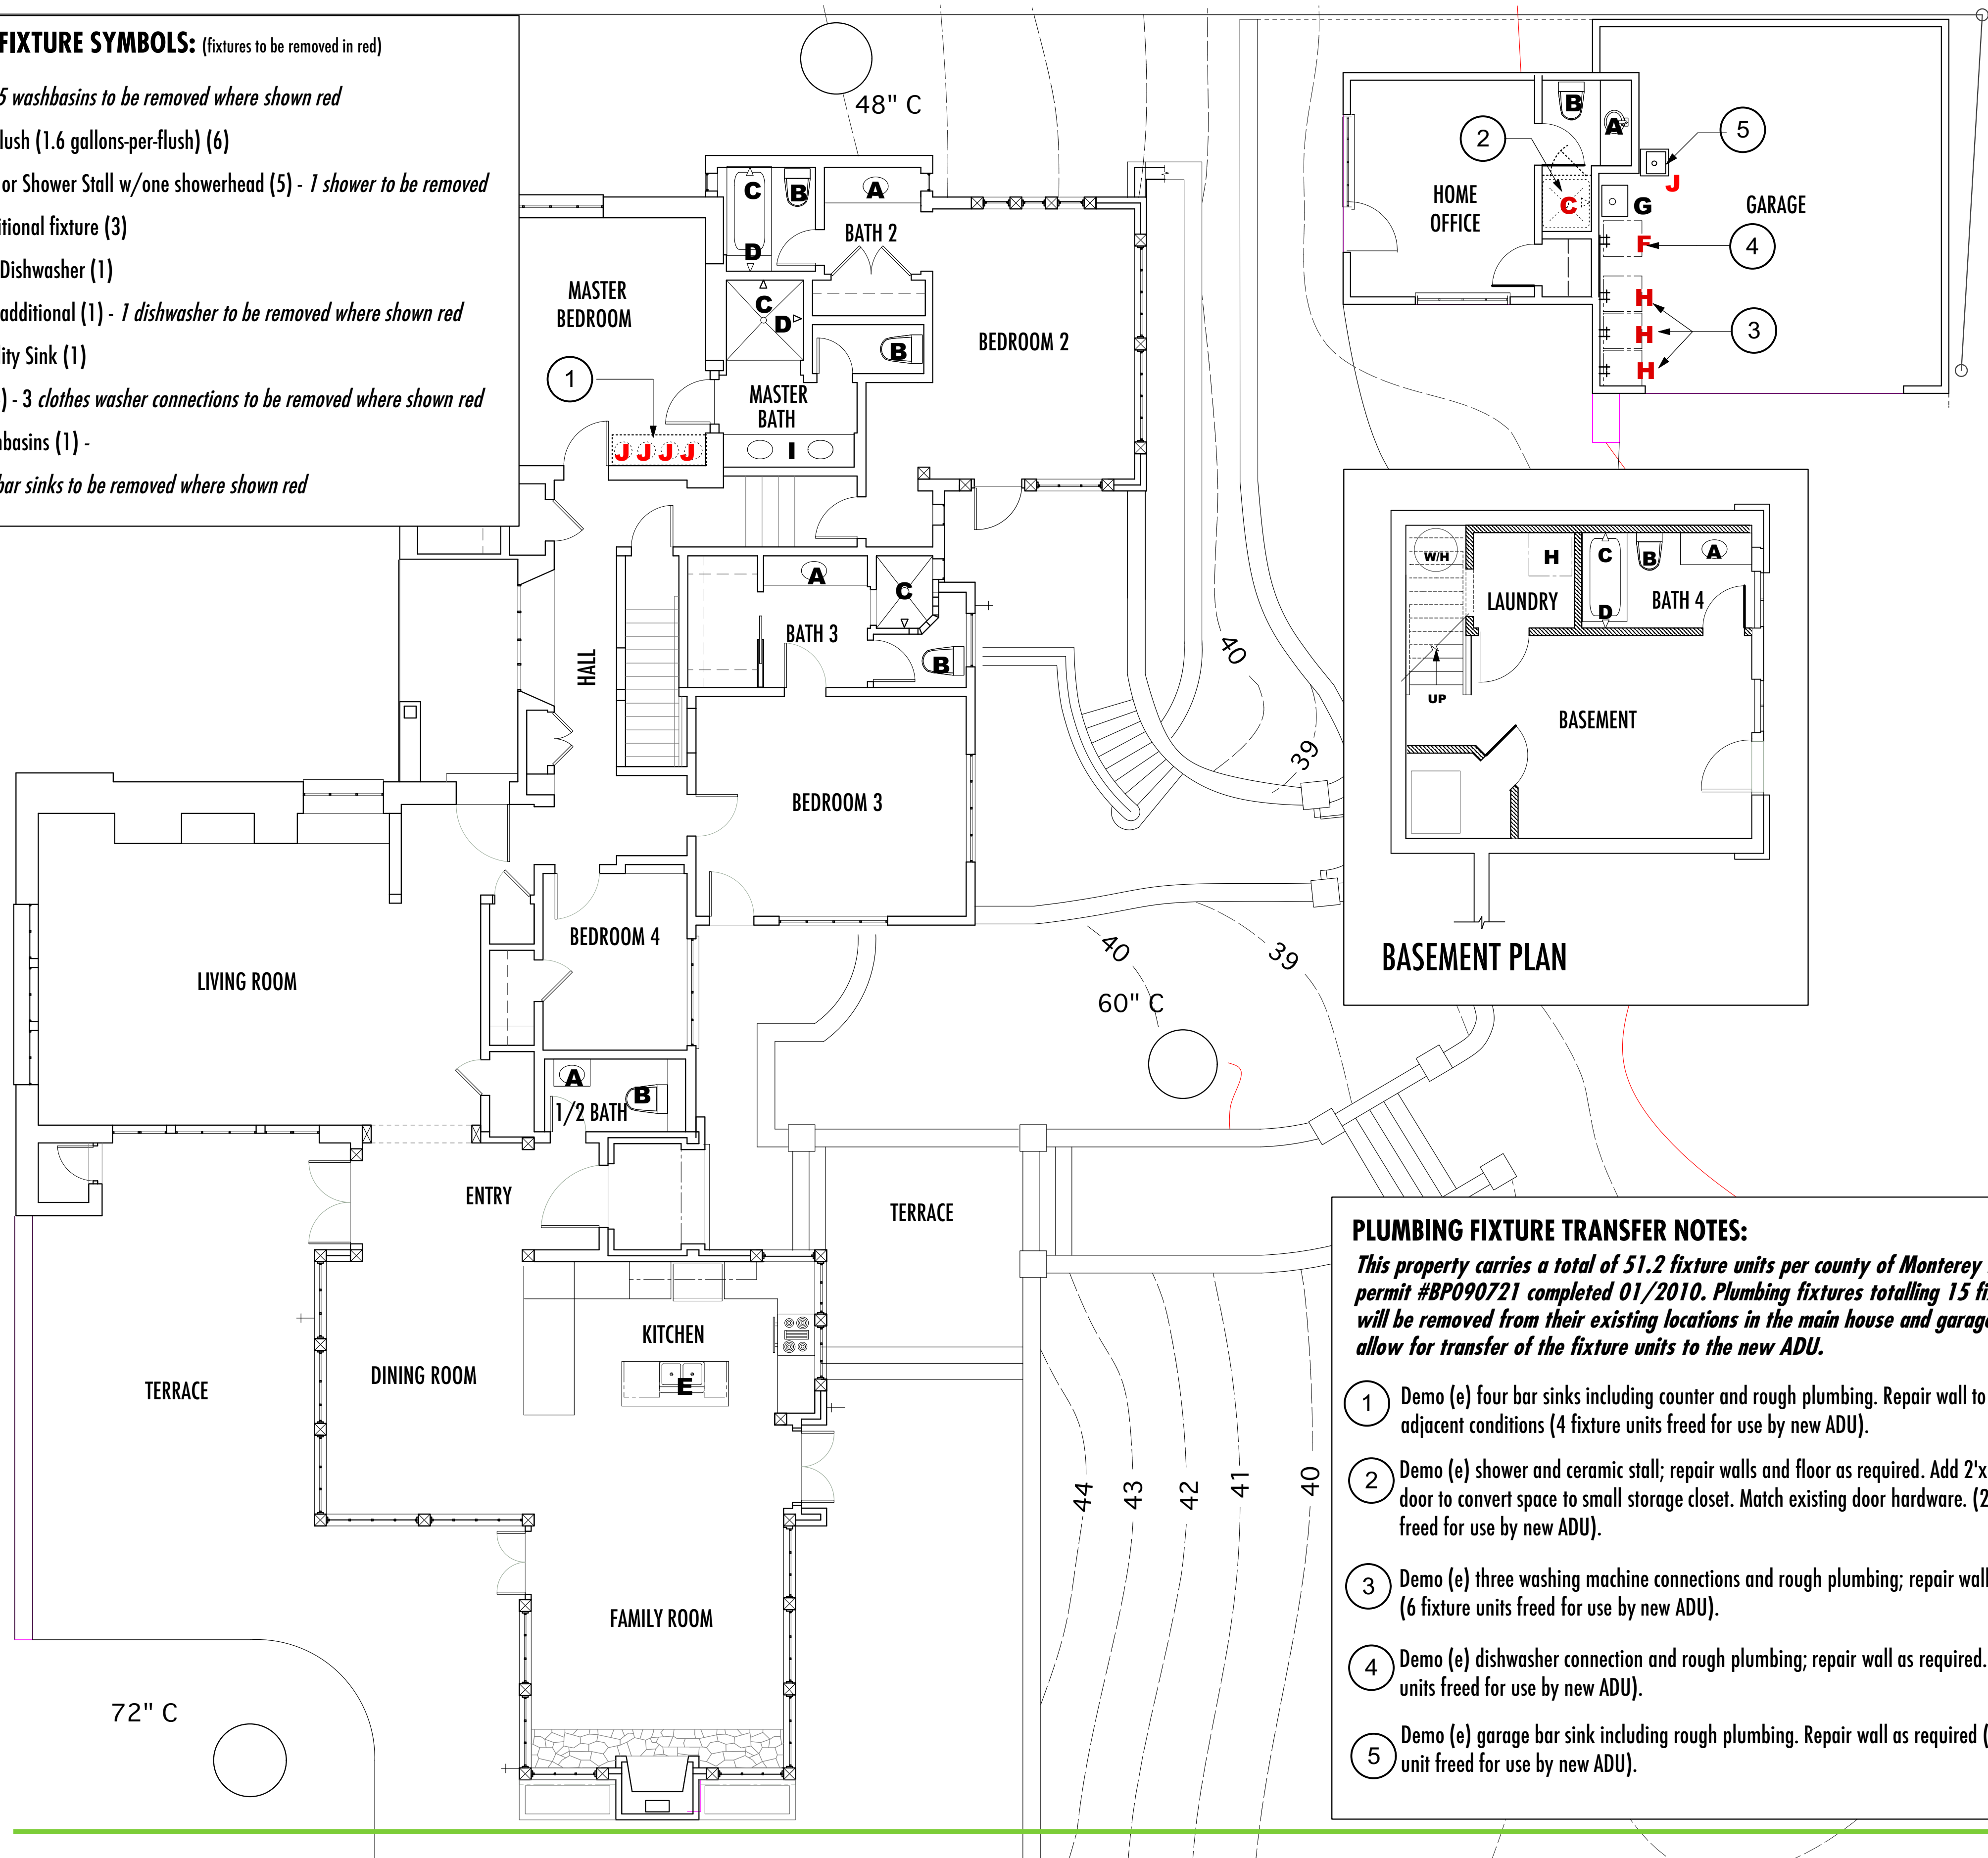 FIXTURE SYMBOLS: (fixtures to be removed in red)
5 washbasins to be removed where shown red
lush (1.6 gallons-per-flush) (6)
or Shower Stall w/one showerhead (5) - 1 shower to be removed
itional fixture (3)
Dishwasher (1)
additional (1) - 1 dishwasher to be removed where shown red
ity Sink (1)
) - 3 clothes washer connections to be removed where shown red
basins (1) -
bar sinks to be removed where shown red
48" C
C
B
A
D
BATH 2
MASTER
BEDROOM
C
D
B
BEDROOM 2
1
MASTER
BATH
J J J J
I
2
B
A
5
J
HOME
OFFICE
C
G
GARAGE
F
4
H
H
3
H
A
C
BATH 3
B
HALL
40
39
W/H
H
C
B
A
LAUNDRY
D
BATH 4
UP
BASEMENT
BASEMENT PLAN
BEDROOM 3
BEDROOM 4
LIVING ROOM
40
39
60" C
A
B
1/2 BATH
ENTRY
TERRACE
KITCHEN
E
DINING ROOM
TERRACE
44
43
42
41
40
FAMILY ROOM
72" C
PLUMBING FIXTURE TRANSFER NOTES:
This property carries a total of 51.2 fixture units per county of Monterey
permit #BP090721 completed 01/2010. Plumbing fixtures totalling 15 fi
will be removed from their existing locations in the main house and garage
allow for transfer of the fixture units to the new ADU.
1 Demo (e) four bar sinks including counter and rough plumbing. Repair wall to
adjacent conditions (4 fixture units freed for use by new ADU).
2 Demo (e) shower and ceramic stall; repair walls and floor as required. Add 2'x
door to convert space to small storage closet. Match existing door hardware. (2
freed for use by new ADU).
3 Demo (e) three washing machine connections and rough plumbing; repair wall
(6 fixture units freed for use by new ADU).
4 Demo (e) dishwasher connection and rough plumbing; repair wall as required.
units freed for use by new ADU).
5 Demo (e) garage bar sink including rough plumbing. Repair wall as required (
unit freed for use by new ADU).